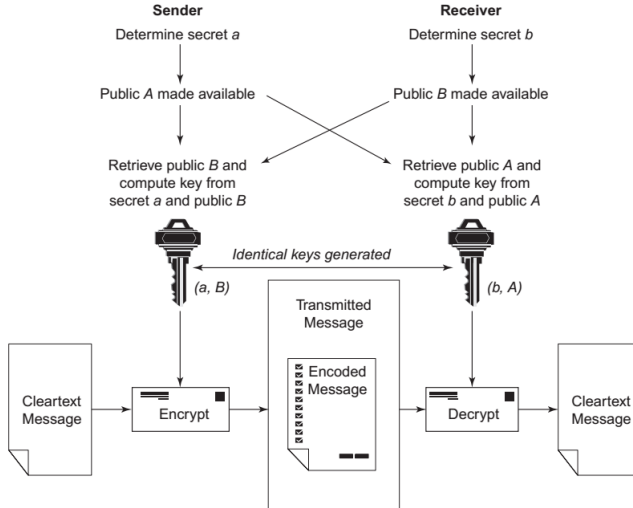 Sender
Receiver
Determine secret a
Determine secret b
Public A made available
Public B made available
Retrieve public B and
compute key from
secret a and public B
Retrieve public A and
compute key from
secret b and public A
Identical keys generated
(a, B)
(b, A)
Transmitted
Message
Cleartext
Message
Encrypt
Encoded
Message
Decrypt
Cleartext
Message